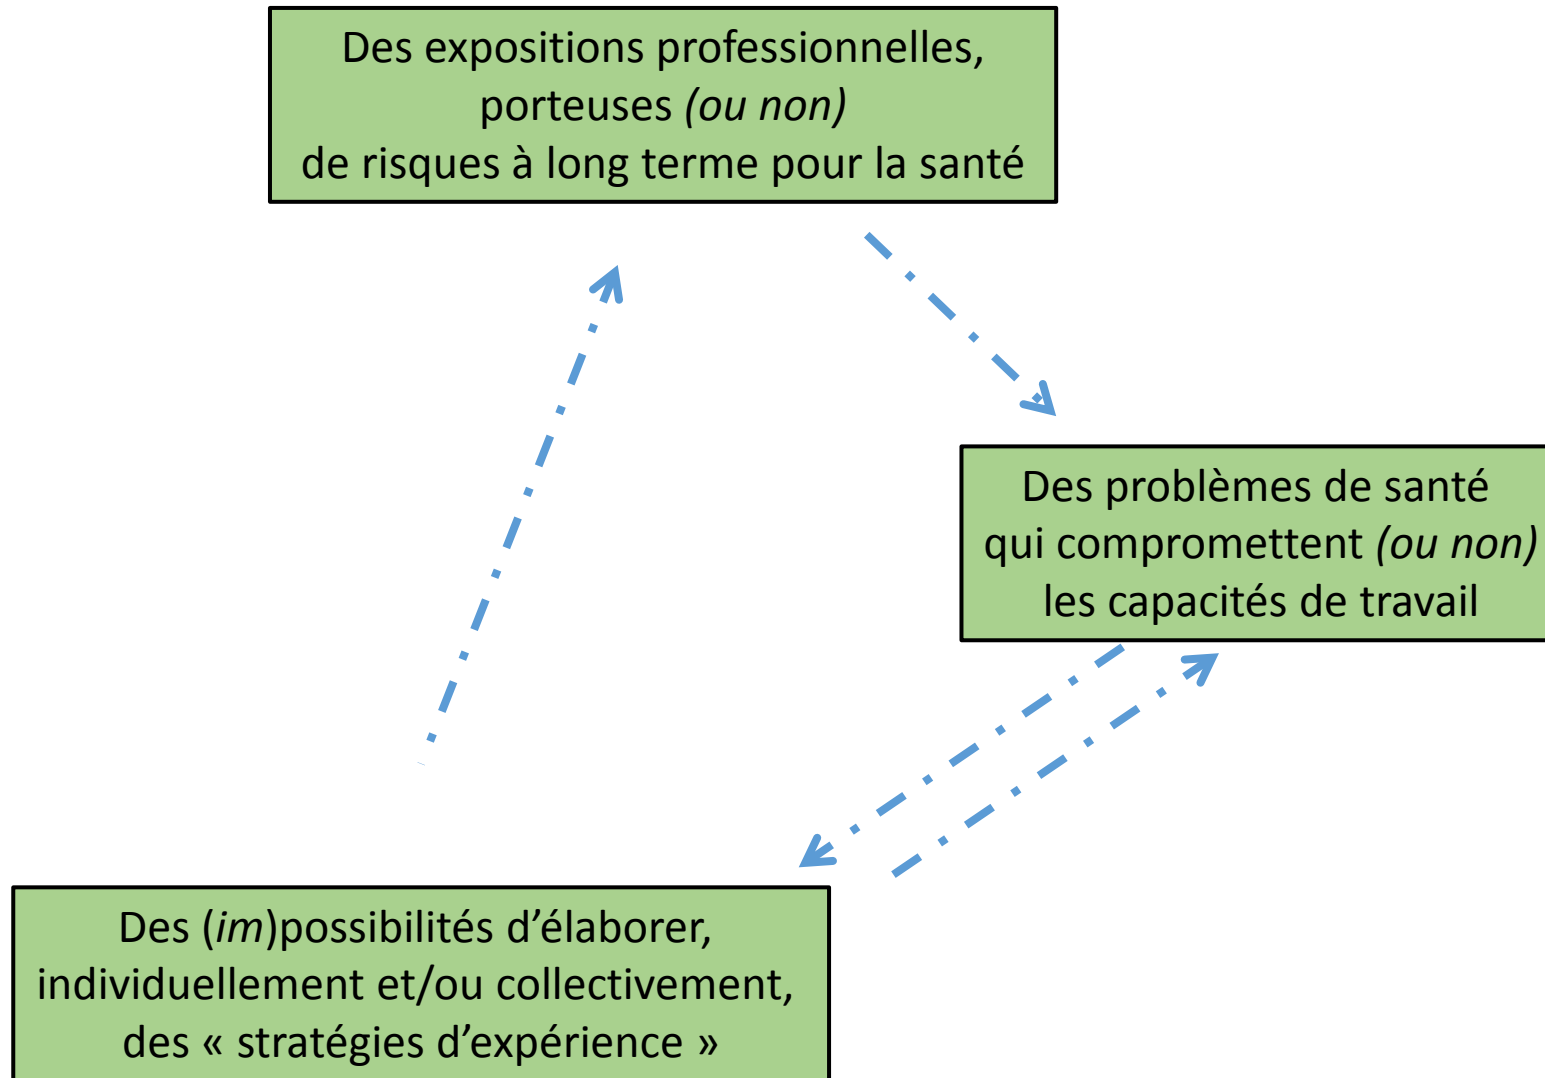 Des expositions professionnelles,
porteuses (ou non)
de risques à long terme pour la santé
Des problèmes de santé
qui compromettent (ou non)
les capacités de travail
Des (im)possibilités d’élaborer,
individuellement et/ou collectivement,
des « stratégies d’expérience »